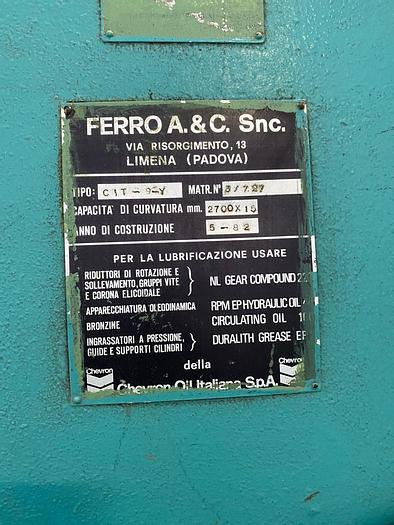 FERRO A. & C. Snc.
VIA RISORGIMENTO, 13
LIMENA (PADOVA)
TIPO: CIT-9-Y MATR. N° 3/727
CAPACITÀ DI CURVATURA mm. 2700X15
ANNO DI COSTRUZIONE 5-82
PER LA LUBRIFICAZIONE USARE
RIDUTTORI DI ROTAZIONE E
SOLLEVAMENTO, GRUPPI VITE
E CORONA ELICOIDALE
NL GEAR COMPOUND
APPARECCHIATURA OLEODINAMICA RPM EP HYDRAULIC OIL
BRONZINE CIRCULATING OIL
INGRASSATORI A PRESSIONE,
GUIDE E SUPPORTI CILINDRI
DURALITH GREASE EP
della
Chevron Chevron Oil Italiana S.p.A. Chevron